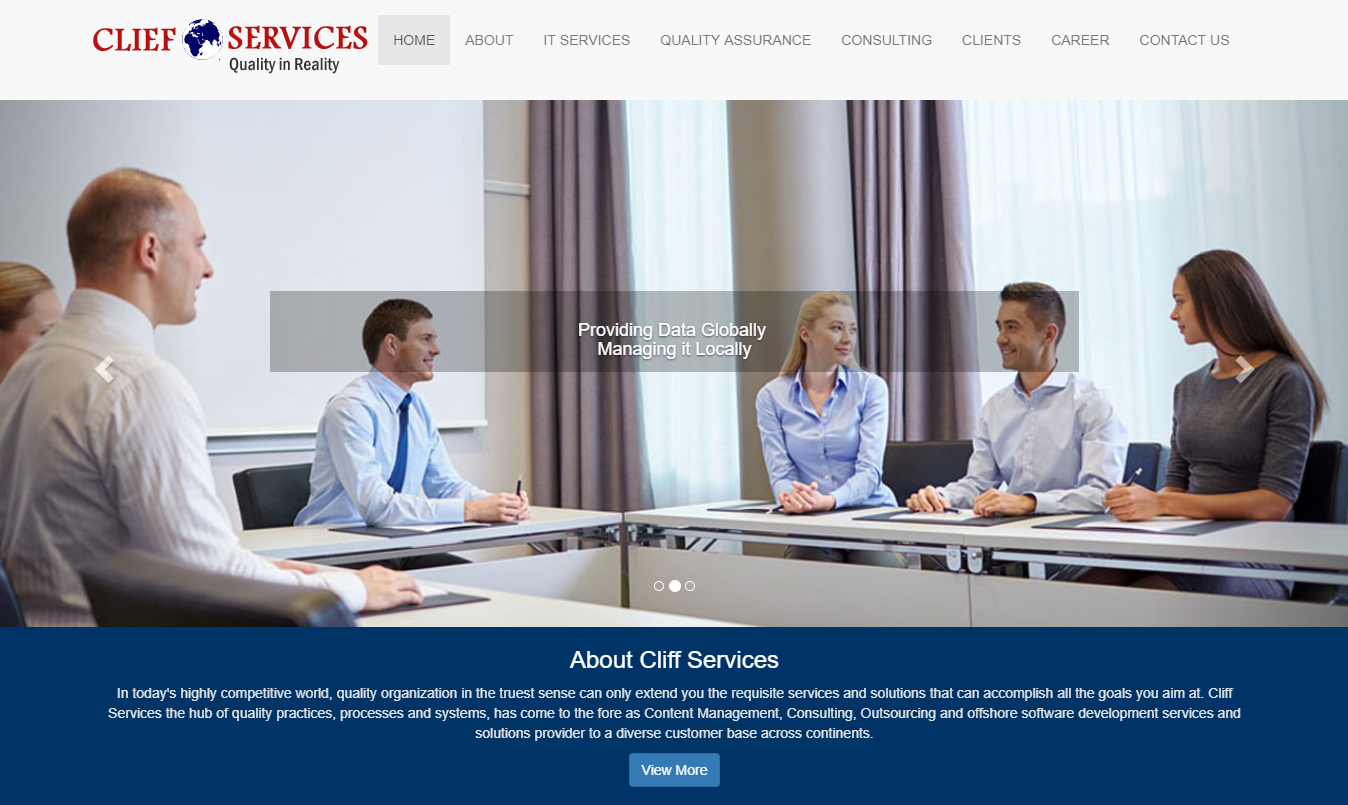 CLIEF SERVICES
Quality in Reality
HOME ABOUT IT SERVICES QUALITY ASSURANCE CONSULTING CLIENTS CAREER CONTACT US
Providing Data Globally
Managing it Locally
About Cliff Services
In today's highly competitive world, quality organization in the truest sense can only extend you the requisite services and solutions that can accomplish all the goals you aim at. Cliff
Services the hub of quality practices, processes and systems, has come to the fore as Content Management, Consulting, Outsourcing and offshore software development services and
solutions provider to a diverse customer base across continents.
View More